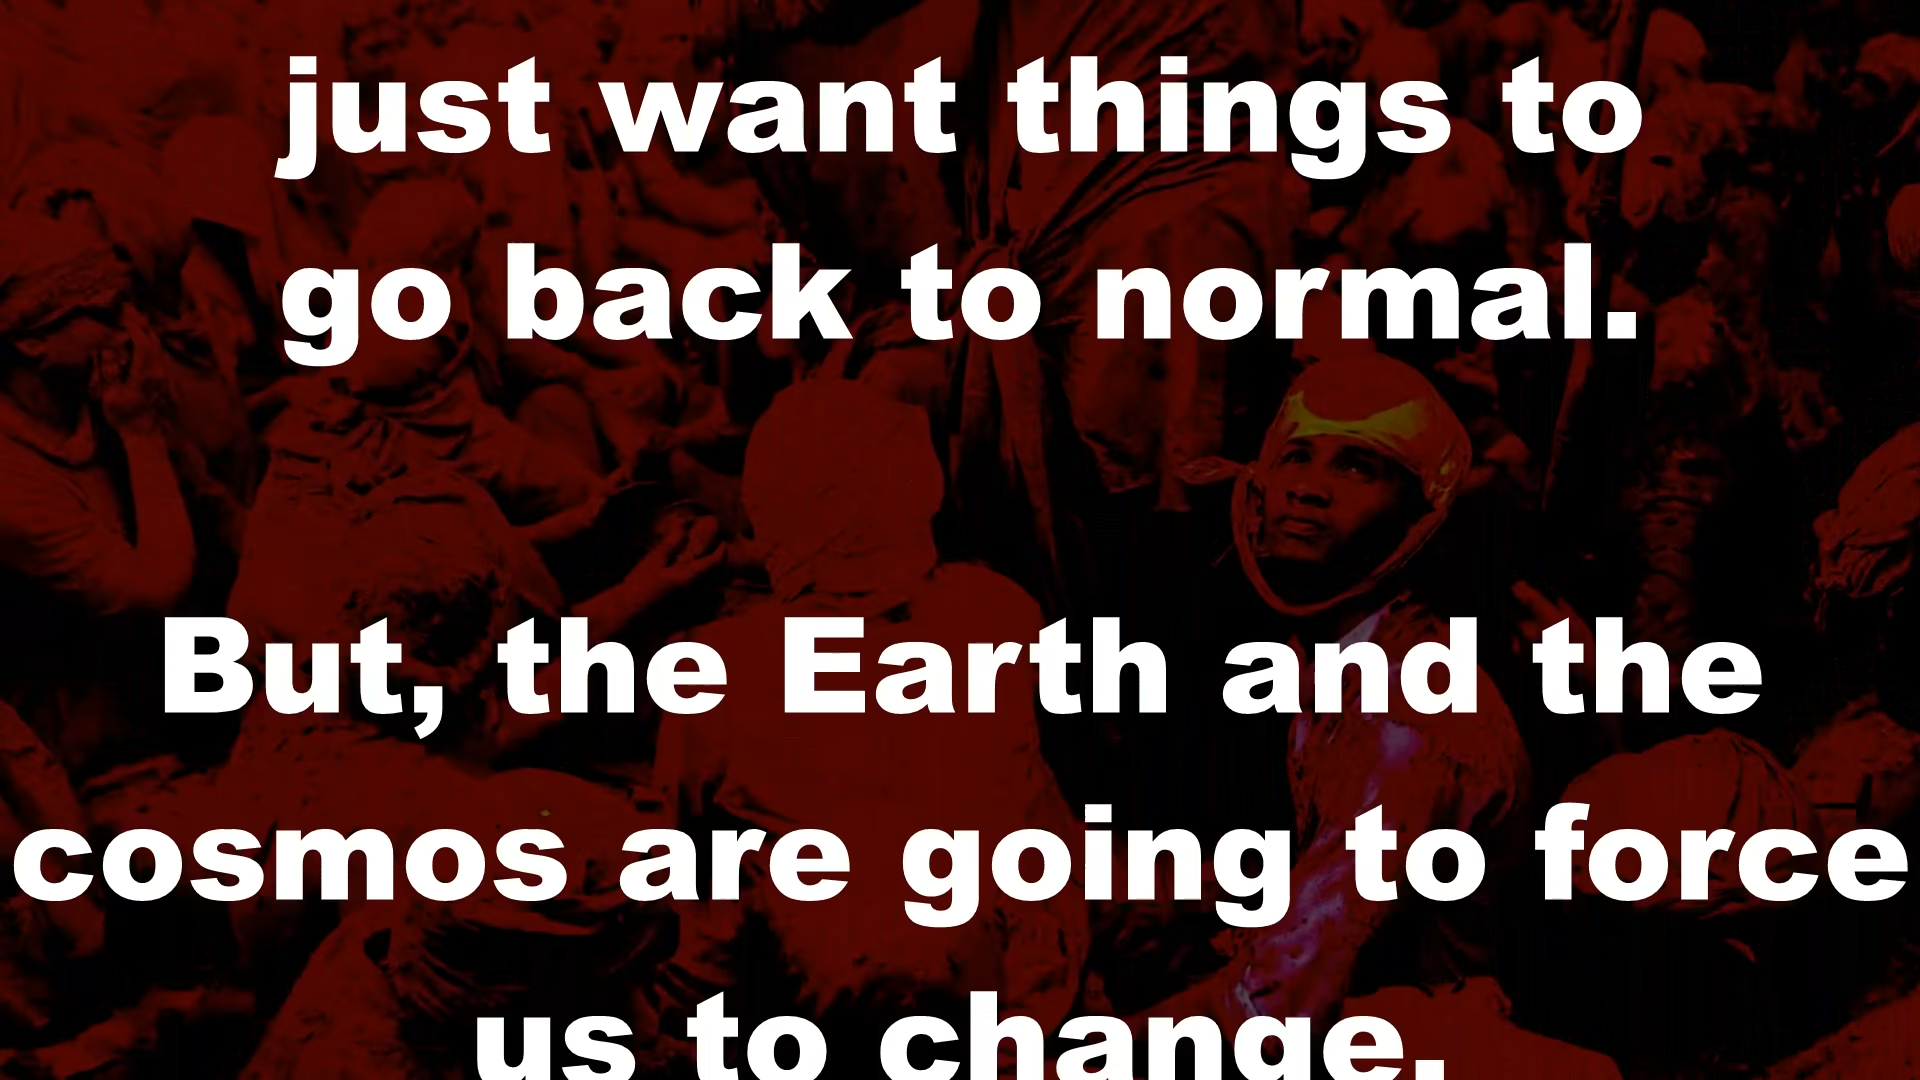 just want things to
go back to normal.
But, the Earth and the
cosmos are going to force
us to change.